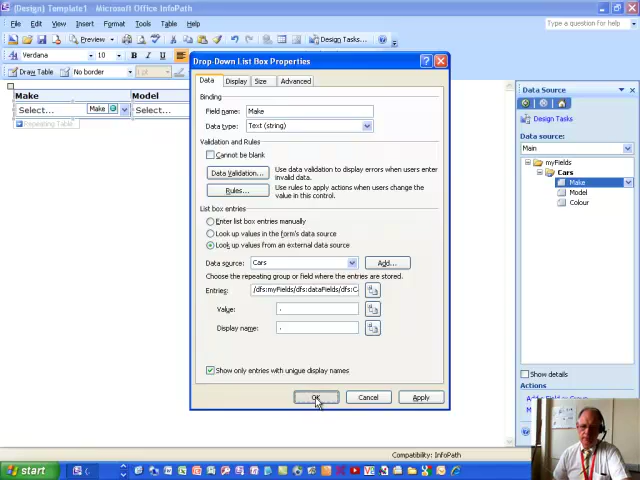 (Design) Template1 - Microsoft Office InfoPath
File Edit View Insert Format Tools Table Help
Type a question for help
Preview
Design Tasks...
Verdana 10 B I U
Draw Table No border 1 pt
Make Model
Select... Make Select...
Repeating Table
Drop-Down List Box Properties
Data Display Size Advanced
Binding
Field name: Make
Data type: Text (string)
Validation and Rules
Cannot be blank
Data Validation... Use data validation to display errors when users enter invalid data.
Rules... Use rules to apply actions when users change the value in this control.
List box entries
Enter list box entries manually
Look up values in the form's data source
Look up values from an external data source
Data source: Cars Add...
Choose the repeating group or field where the entries are stored.
Entries: /dfs:myFields/dfs:dataFields/dfs:C
Value: .
Display name: .
Show only entries with unique display names
OK Cancel Apply
Data Source
Design Tasks
Data source:
Main
myFields
Cars
Make
Model
Colour
Show details
Actions
Compatibility: InfoPath
start